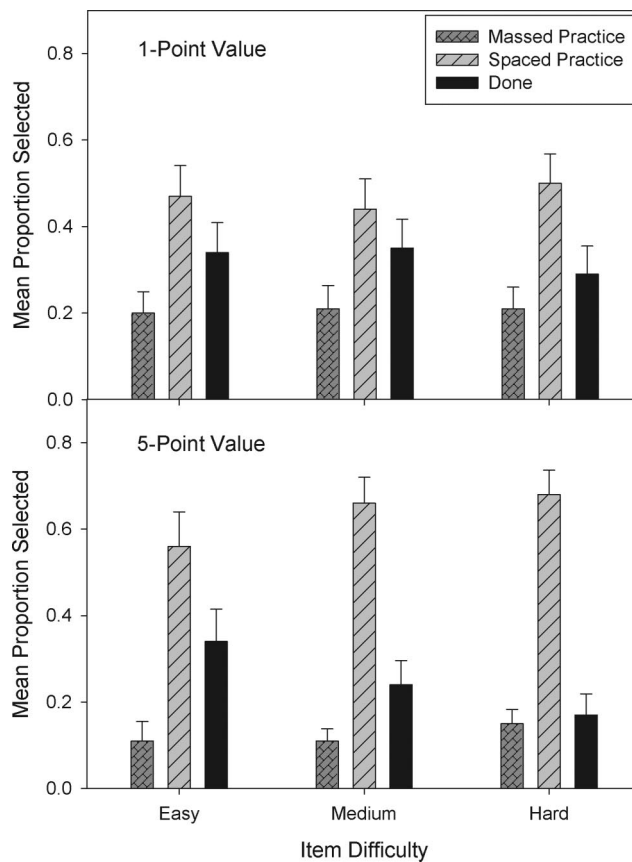 1-Point Value
Massed Practice
Spaced Practice
Done
Mean Proportion Selected
0.8
0.6
0.4
0.2
0.0
5-Point Value
Mean Proportion Selected
0.8
0.6
0.4
0.2
0.0
Easy Medium Hard
Item Difficulty